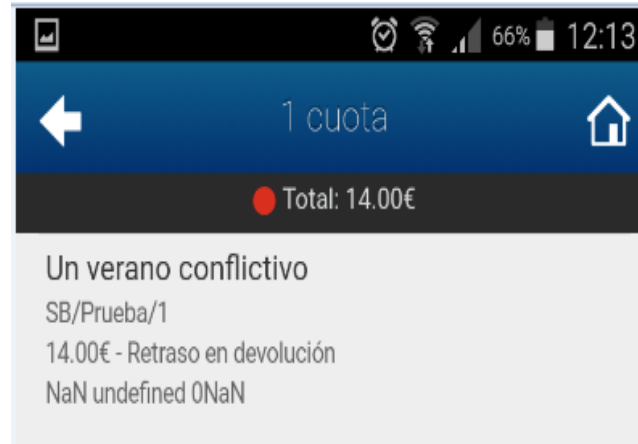 66% 12:13
1 cuota
Total: 14.00€
Un verano conflictivo
SB/Prueba/1
14.00€ - Retraso en devolución
NaN undefined 0NaN